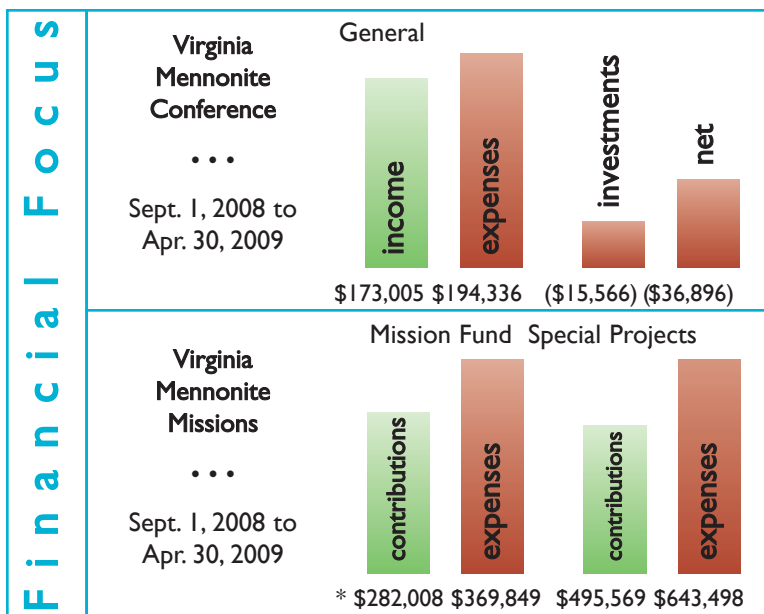 Financial Focus
Virginia
Mennonite
Conference
• • •
Sept. 1, 2008 to
Apr. 30, 2009
General
income
expenses
investments
net
$173,005 $194,336 ($15,566) ($36,896)
Virginia
Mennonite
Missions
• • •
Sept. 1, 2008 to
Apr. 30, 2009
Mission Fund Special Projects
contributions
expenses
contributions
expenses
* $282,008 $369,849 $495,569 $643,498